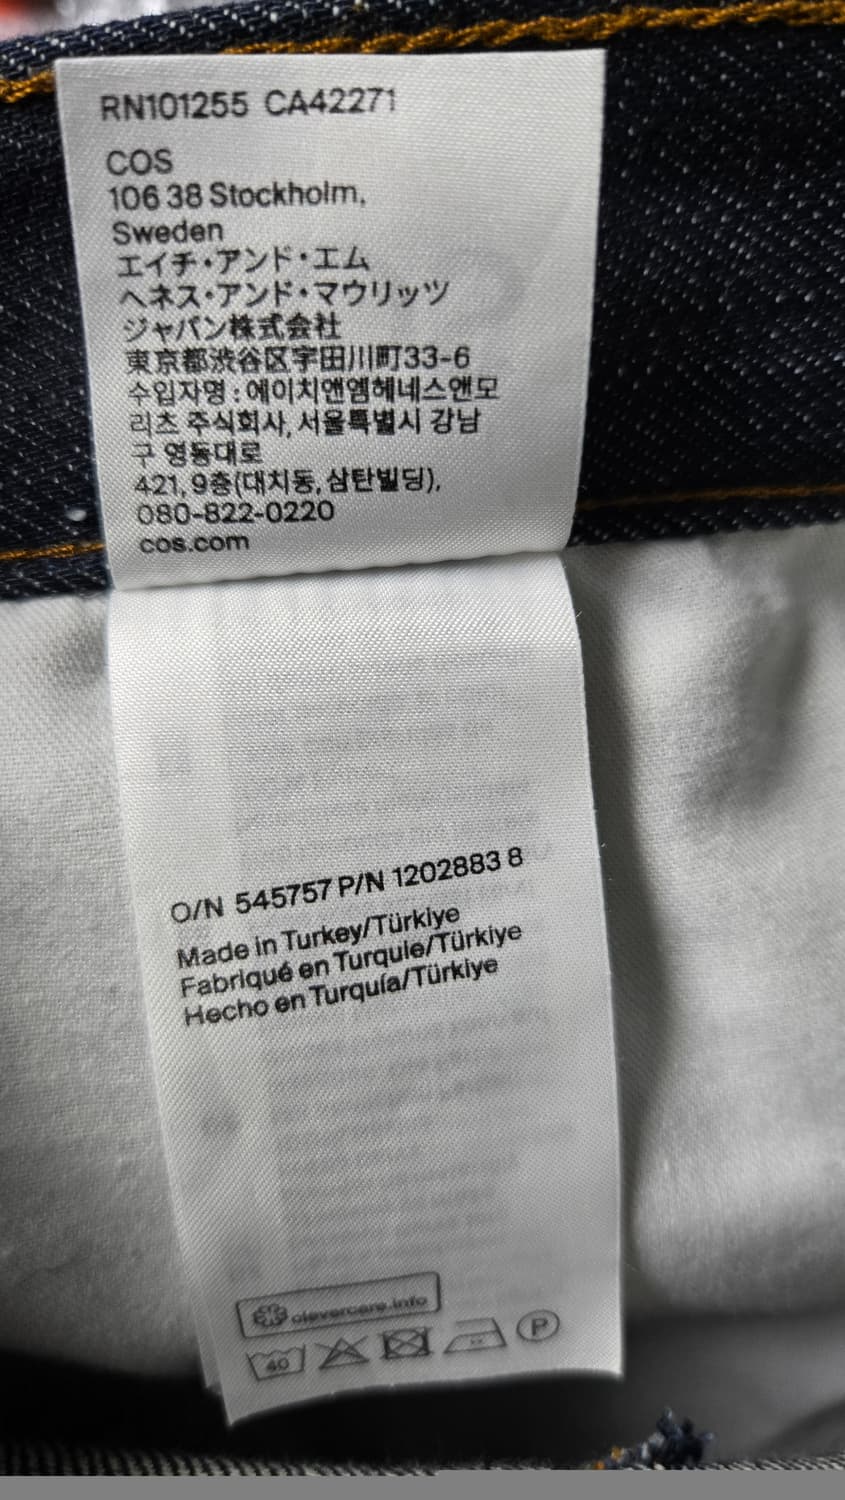 RN101255 CA42271
COS
106 38 Stockholm,
Sweden
エイチ・アンド・エム
ヘネス・アンド・マウリッツ
ジャパン株式会社
東京都渋谷区宇田川町33-6
수입자명 : 에이치앤엠헤네스앤모
리츠 주식회사, 서울특별시 강남
구 영동대로
421, 9층(대치동, 삼탄빌딩),
080-822-0220
cos.com
O/N 545757 P/N 1202883 8
Made in Turkey/Türkiye
Fabriqué en Turquie/Türkiye
Hecho en Turquía/Türkiye
clevercare.info
40
P